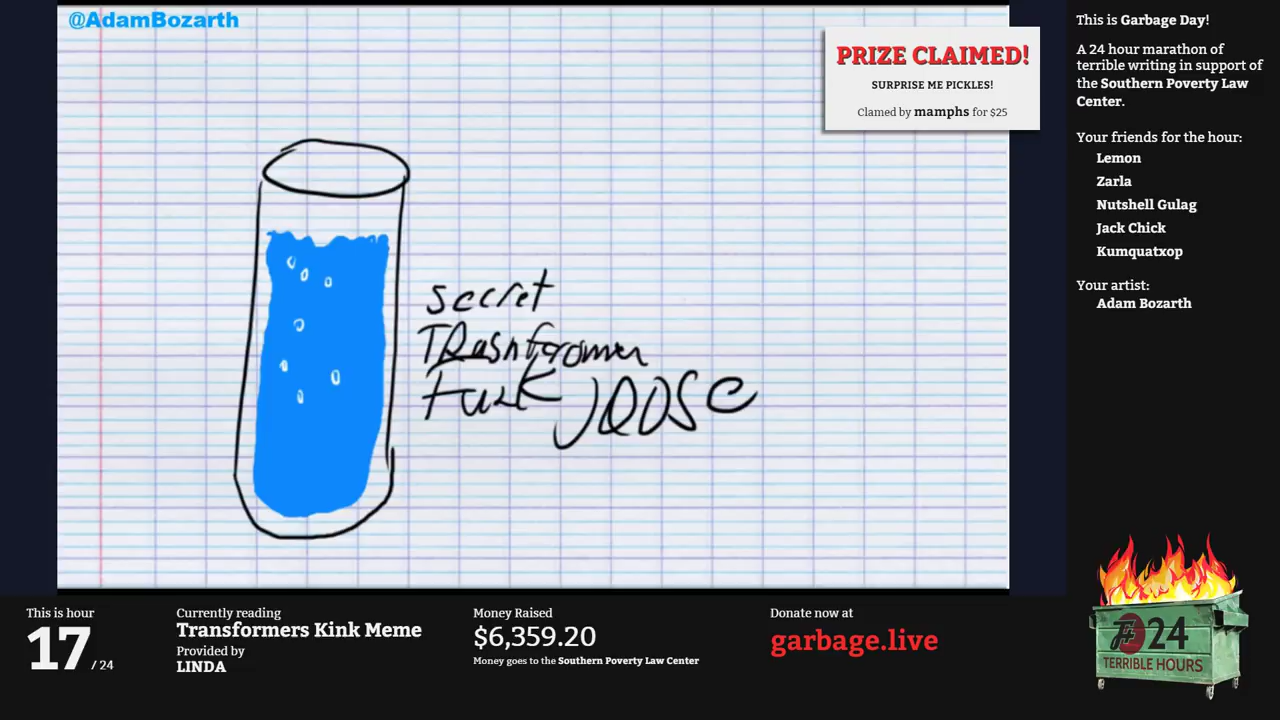 @AdamBozarth
PRIZE CLAIMED!
SURPRISE ME PICKLES!
Clamed by mamphs for $25
secret
TRasnfromer
fuck JOOSE
This is Garbage Day!
A 24 hour marathon of
terrible writing in support of
the Southern Poverty Law
Center.
Your friends for the hour:
Lemon
Zarla
Nutshell Gulag
Jack Chick
Kumquatxop
Your artist:
Adam Bozarth
This is hour
17 / 24
Currently reading
Transformers Kink Meme
Provided by
LINDA
Money Raised
$6,359.20
Money goes to the Southern Poverty Law Center
Donate now at
garbage.live
F+ 24
TERRIBLE HOURS